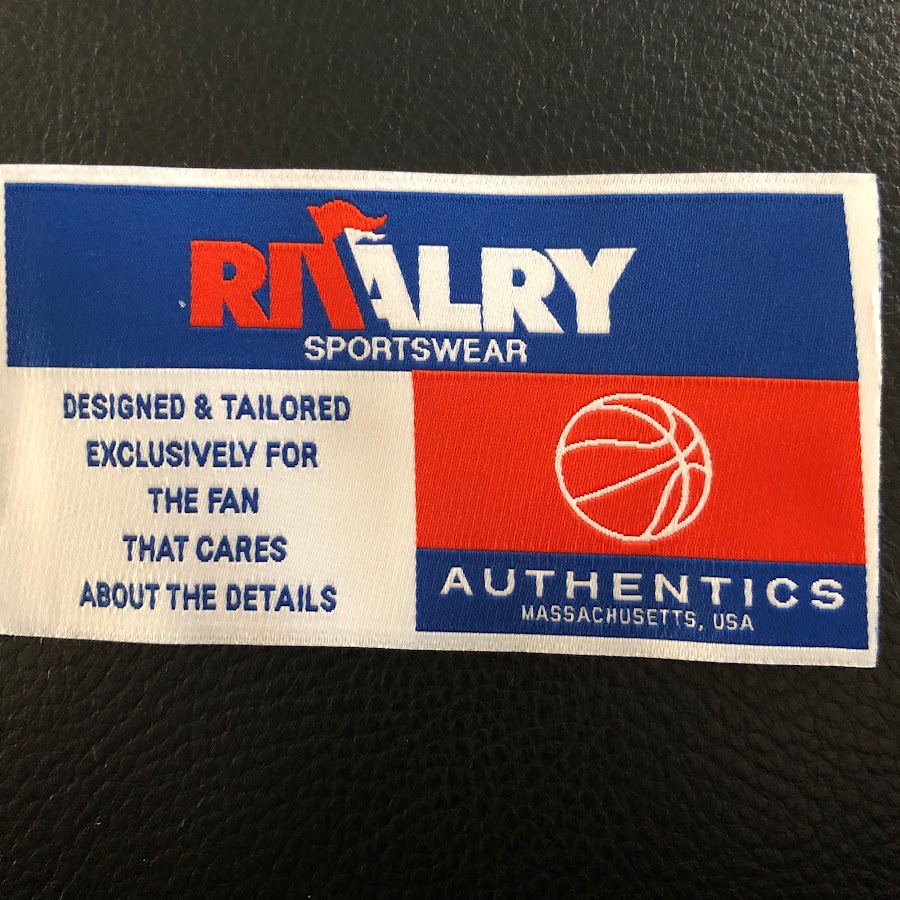 RIVALRY
SPORTSWEAR
DESIGNED & TAILORED
EXCLUSIVELY FOR
THE FAN
THAT CARES
ABOUT THE DETAILS
AUTHENTICS
MASSACHUSETTS, USA